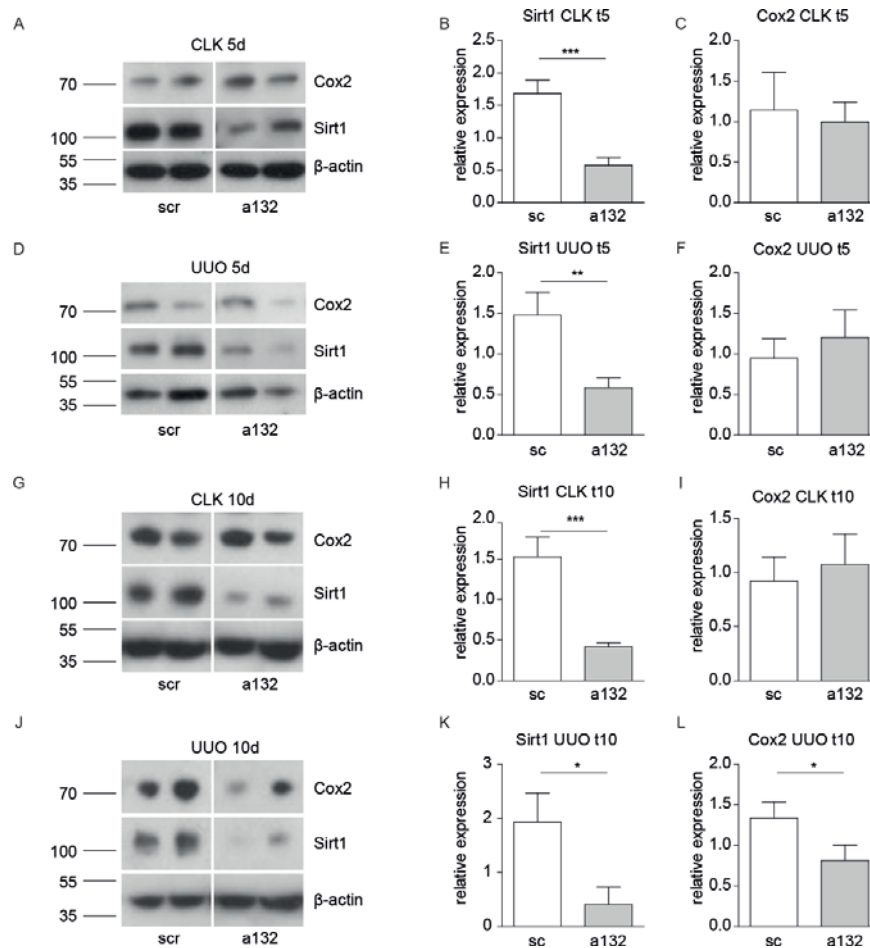 A
CLK 5d
70
Cox2
100
Sirt1
55
35
β-actin
scr a132
B
Sirt1 CLK t5
relative expression
2.0
***
1.5
1.0
0.5
0.0
sc a132
C
Cox2 CLK t5
relative expression
2.0
1.5
1.0
0.5
0.0
sc a132
D
UUO 5d
70
Cox2
100
Sirt1
55
35
β-actin
scr a132
E
Sirt1 UUO t5
relative expression
2.0
**
1.5
1.0
0.5
0.0
sc a132
F
Cox2 UUO t5
relative expression
2.0
1.5
1.0
0.5
0.0
sc a132
G
CLK 10d
70
Cox2
100
Sirt1
55
35
β-actin
scr a132
H
Sirt1 CLK t10
relative expression
2.0
***
1.5
1.0
0.5
0.0
sc a132
I
Cox2 CLK t10
relative expression
1.5
1.0
0.5
0.0
sc a132
J
UUO 10d
70
Cox2
100
Sirt1
55
35
β-actin
scr a132
K
Sirt1 UUO t10
relative expression
3
*
2
1
0
sc a132
L
Cox2 UUO t10
relative expression
2.0
*
1.5
1.0
0.5
0.0
sc a132